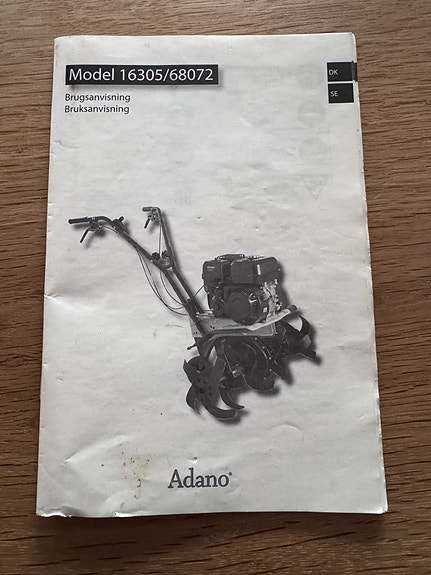 Model 16305/68072
Brugsanvisning
Bruksanvisning
DK
SE
Adano®